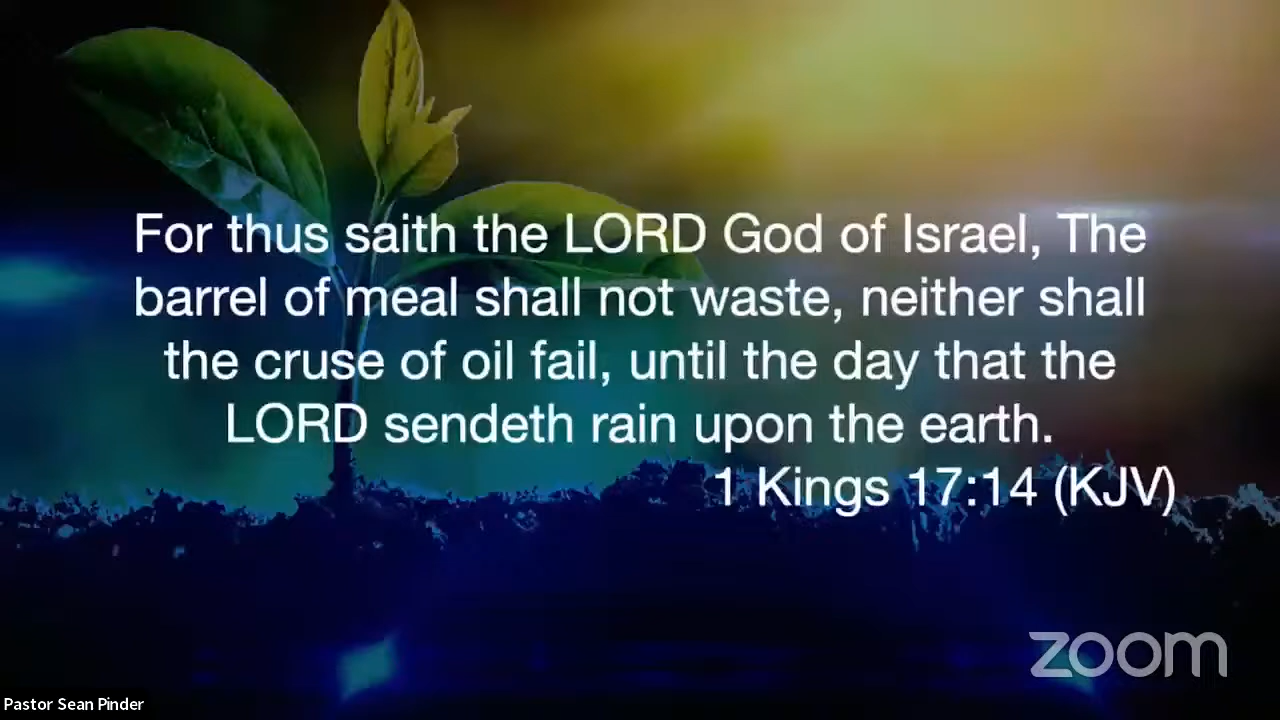 For thus saith the LORD God of Israel, The
barrel of meal shall not waste, neither shall
the cruse of oil fail, until the day that the
LORD sendeth rain upon the earth.
1 Kings 17:14 (KJV)
zoom
Pastor Sean Pinder